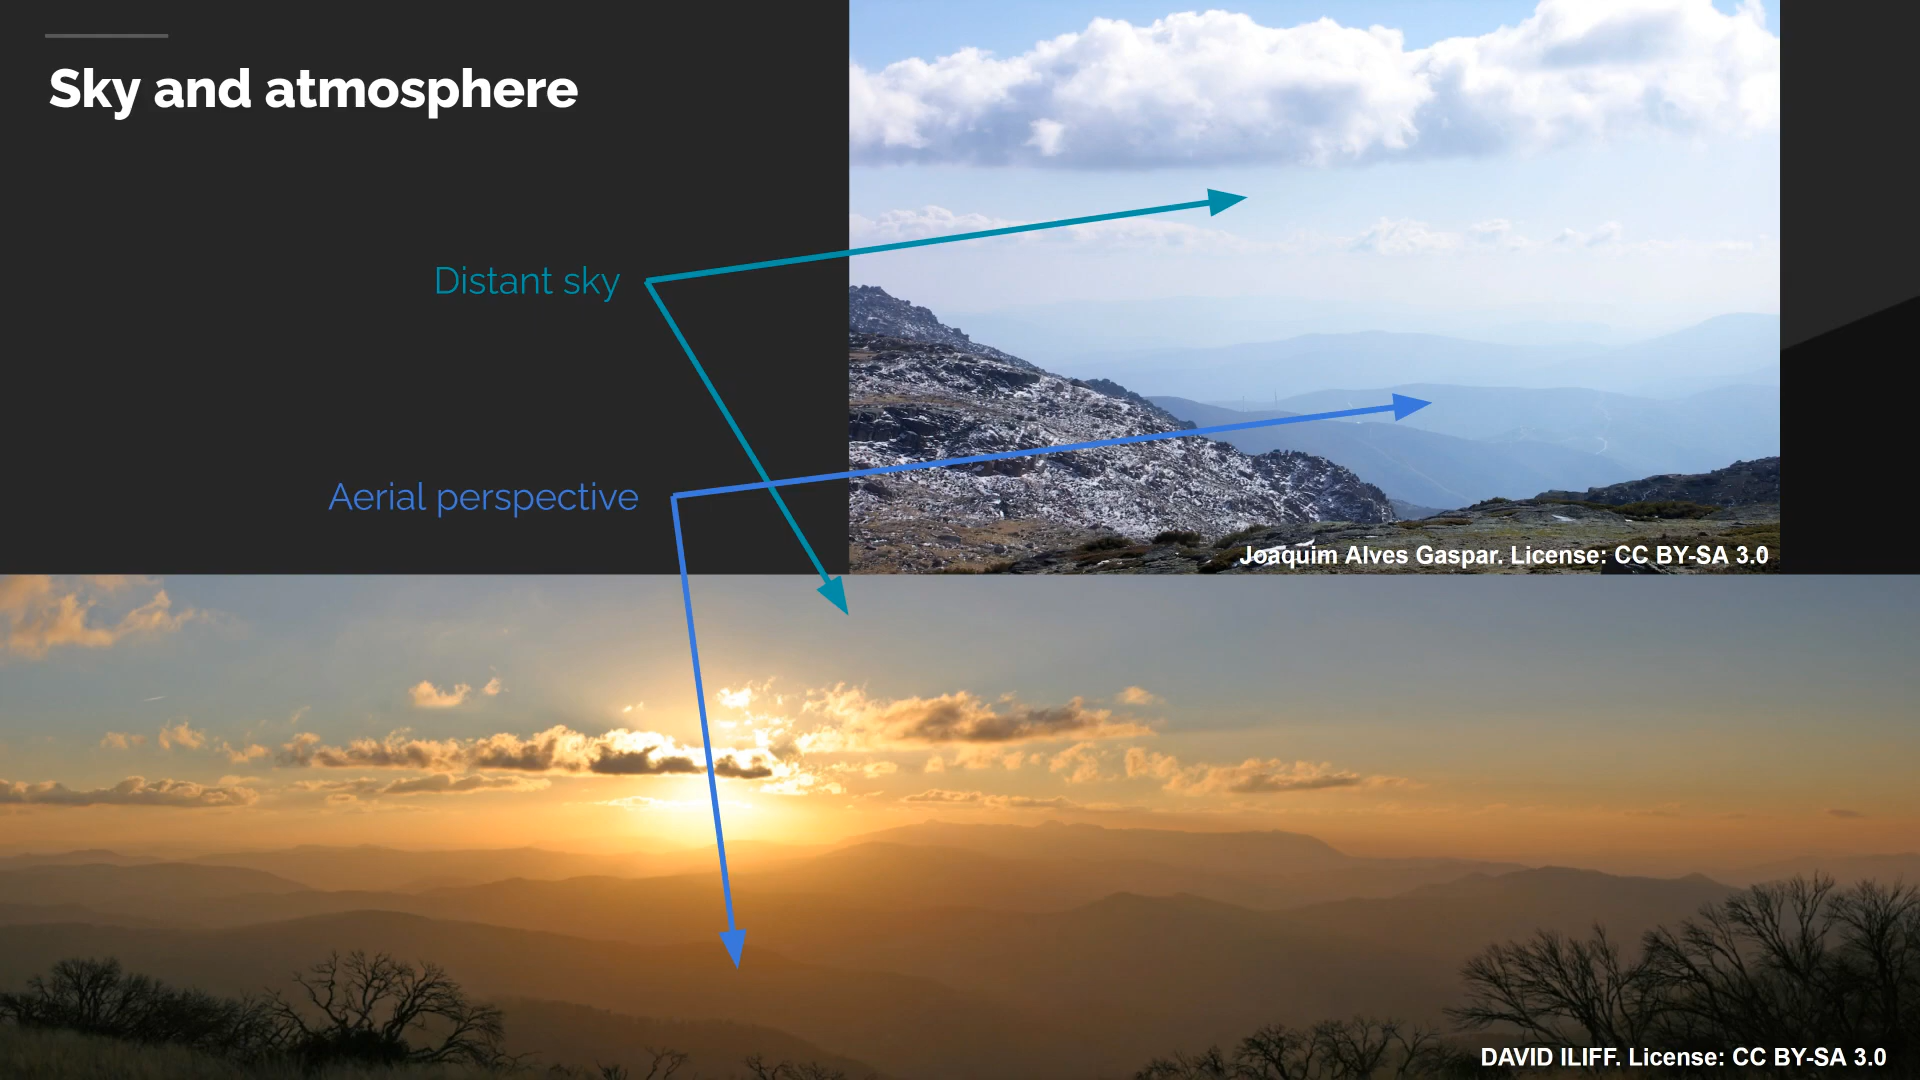 Sky and atmosphere
Distant sky
Aerial perspective
Joaquim Alves Gaspar. License: CC BY-SA 3.0
DAVID ILIFF. License: CC BY-SA 3.0